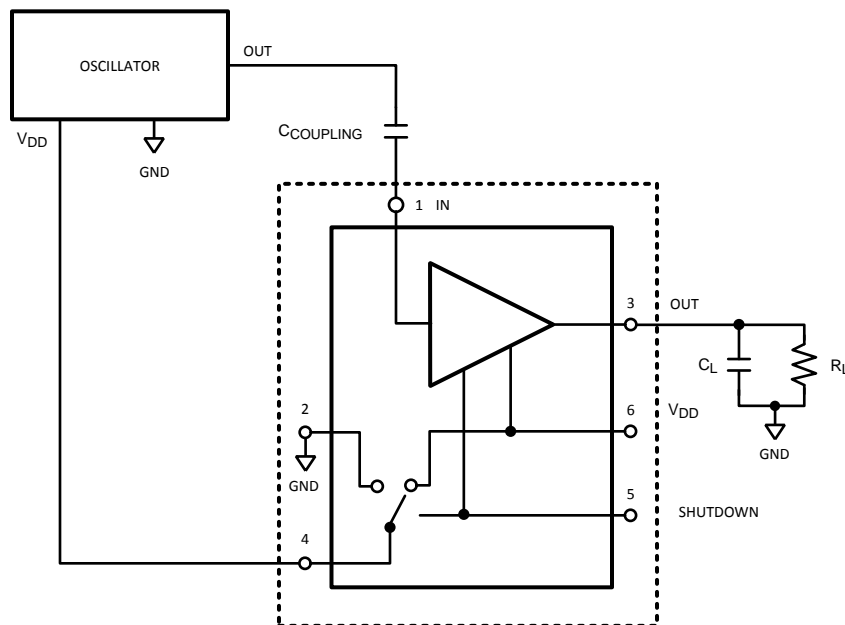 OUT
OSCILLATOR
VDD
CCOUPLING
GND
1 IN
3 OUT
CL
RL
2
6 VDD
GND
GND
5 SHUTDOWN
4